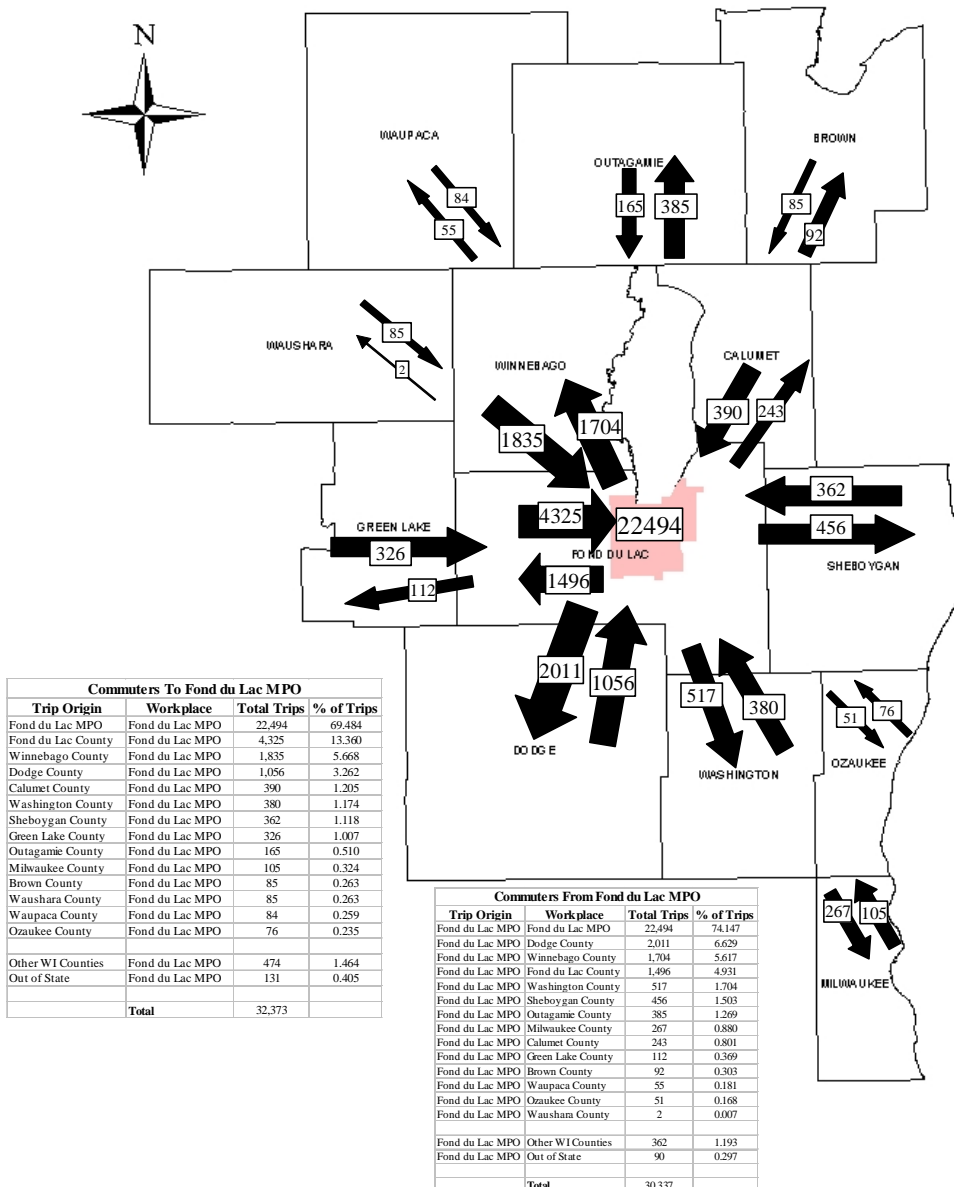 N
WAUPACA
84
55
OUTAGAMIE
165
385
BROWN
85
92
WAUSHARA
85
2
WINNEBAGO
1835
1704
CALUMET
390
243
GREEN LAKE
326
112
4325
22494
FOND DU LAC
1496
362
456
SHEBOYGAN
2011
1056
DODGE
517
380
WASHINGTON
51
76
OZAUKEE
267
105
MILWAUKEE
Commuters To Fond du Lac MPO
Trip Origin Workplace Total Trips % of Trips
Fond du Lac MPO Fond du Lac MPO 22,494 69.484
Fond du Lac County Fond du Lac MPO 4,325 13.360
Winnebago County Fond du Lac MPO 1,835 5.668
Dodge County Fond du Lac MPO 1,056 3.262
Calumet County Fond du Lac MPO 390 1.205
Washington County Fond du Lac MPO 380 1.174
Sheboygan County Fond du Lac MPO 362 1.118
Green Lake County Fond du Lac MPO 326 1.007
Outagamie County Fond du Lac MPO 165 0.510
Milwaukee County Fond du Lac MPO 105 0.324
Brown County Fond du Lac MPO 85 0.263
Waushara County Fond du Lac MPO 85 0.263
Waupaca County Fond du Lac MPO 84 0.259
Ozaukee County Fond du Lac MPO 76 0.235
Other WI Counties Fond du Lac MPO 474 1.464
Out of State Fond du Lac MPO 131 0.405
Total 32,373
Commuters From Fond du Lac MPO
Trip Origin Workplace Total Trips % of Trips
Fond du Lac MPO Fond du Lac MPO 22,494 74.147
Fond du Lac MPO Dodge County 2,011 6.629
Fond du Lac MPO Winnebago County 1,704 5.617
Fond du Lac MPO Fond du Lac County 1,496 4.931
Fond du Lac MPO Washington County 517 1.704
Fond du Lac MPO Sheboygan County 456 1.503
Fond du Lac MPO Outagamie County 385 1.269
Fond du Lac MPO Milwaukee County 267 0.880
Fond du Lac MPO Calumet County 243 0.801
Fond du Lac MPO Green Lake County 112 0.369
Fond du Lac MPO Brown County 92 0.303
Fond du Lac MPO Waupaca County 55 0.181
Fond du Lac MPO Ozaukee County 51 0.168
Fond du Lac MPO Waushara County 2 0.007
Fond du Lac MPO Other WI Counties 362 1.193
Fond du Lac MPO Out of State 90 0.297
Total 30,337